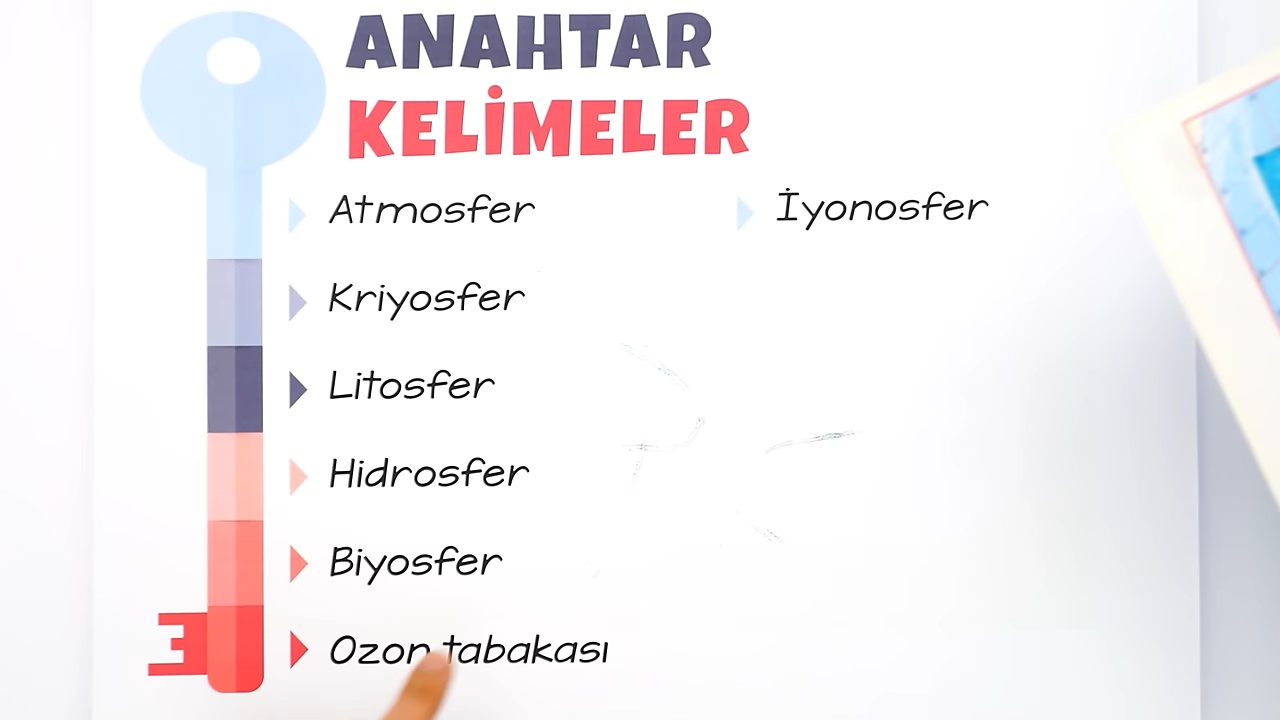 ANAHTAR
KELİMELER
Atmosfer
Kriyosfer
Litosfer
Hidrosfer
Biyosfer
Ozon tabakası
İyonosfer